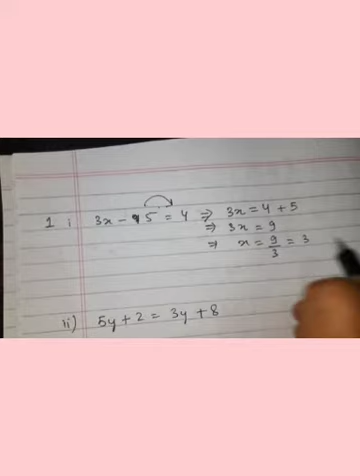 1 i 3x - 5 = 4 ⇒ 3x = 4 + 5
⇒ 3x = 9
⇒ x = 9/3 = 3
ii) 5y + 2 = 3y + 8